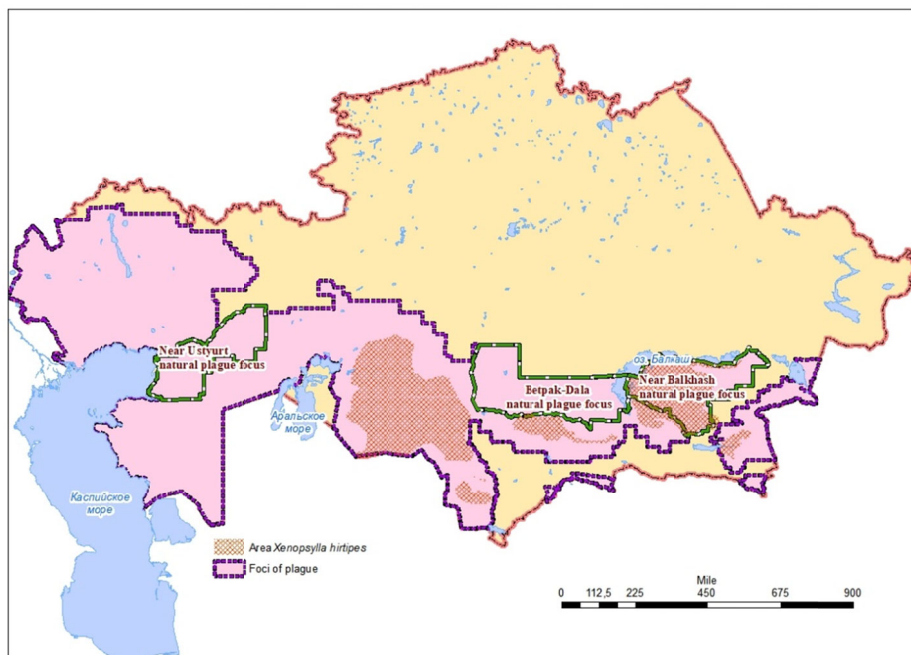 Near Ustyurt
natural plague focus
оз. Балкаш
Betpak-Dala
natural plague focus
Near Balkhash
natural plague focus
Аральское
море
Каспийское
море
Area Xenopsylla hirtipes
Foci of plague
Mile
0 112,5 225 450 675 900